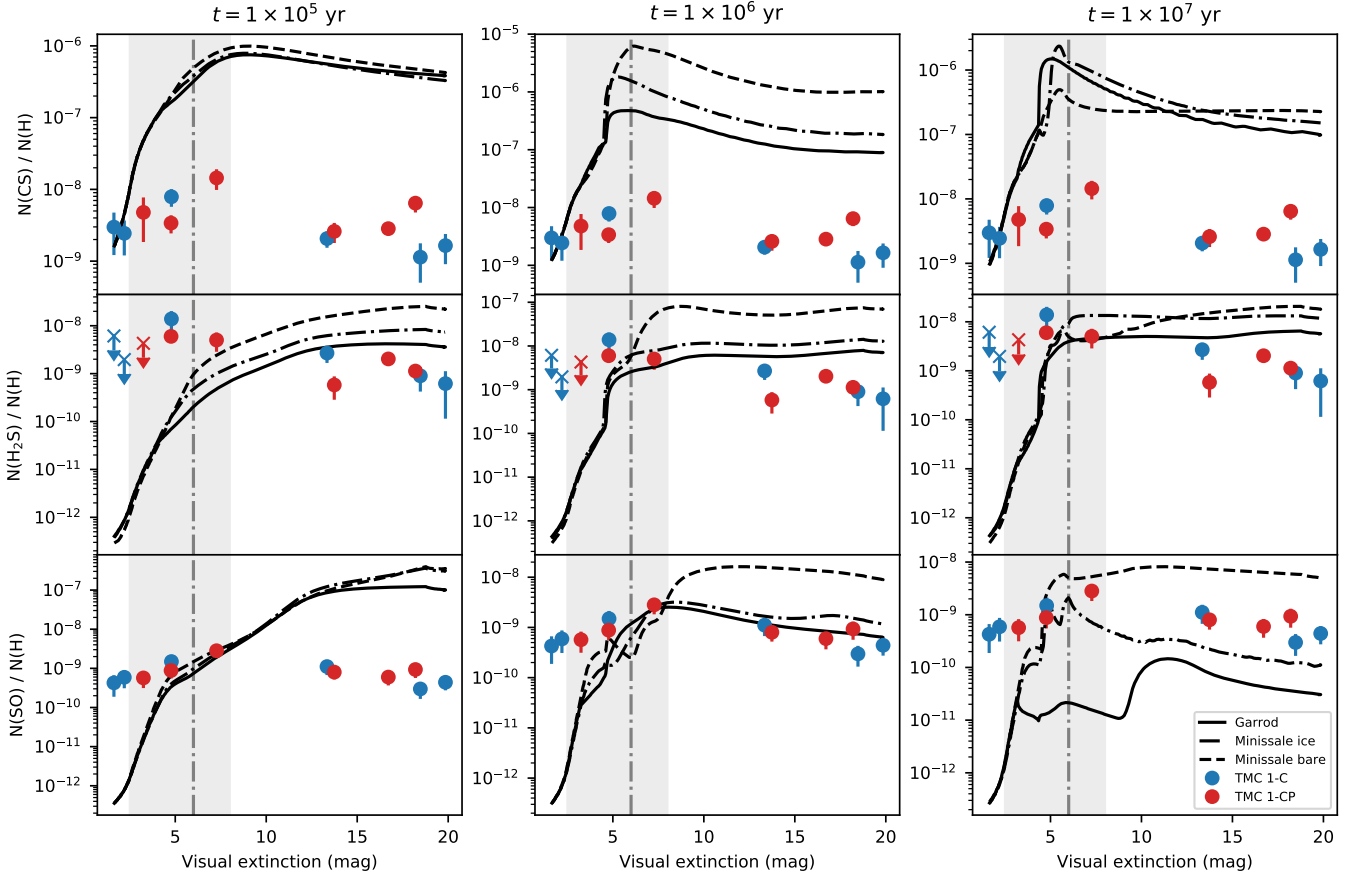 t = 1 × 10⁵ yr
t = 1 × 10⁶ yr
t = 1 × 10⁷ yr
N(CS) / N(H)
10⁻⁶
10⁻⁷
10⁻⁸
10⁻⁹
10⁻⁵
10⁻⁶
10⁻⁷
10⁻⁸
10⁻⁹
10⁻⁶
10⁻⁷
10⁻⁸
10⁻⁹
N(H₂S) / N(H)
10⁻⁸
10⁻⁹
10⁻¹⁰
10⁻¹¹
10⁻¹²
10⁻⁷
10⁻⁸
10⁻⁹
10⁻¹⁰
10⁻¹¹
10⁻¹²
10⁻⁸
10⁻⁹
10⁻¹⁰
10⁻¹¹
10⁻¹²
N(SO) / N(H)
10⁻⁷
10⁻⁸
10⁻⁹
10⁻¹⁰
10⁻¹¹
10⁻¹²
10⁻⁸
10⁻⁹
10⁻¹⁰
10⁻¹¹
10⁻¹²
10⁻⁸
10⁻⁹
10⁻¹⁰
10⁻¹¹
10⁻¹²
Garrod
Minissale ice
Minissale bare
TMC 1-C
TMC 1-CP
5 10 15 20
5 10 15 20
5 10 15 20
Visual extinction (mag)
Visual extinction (mag)
Visual extinction (mag)